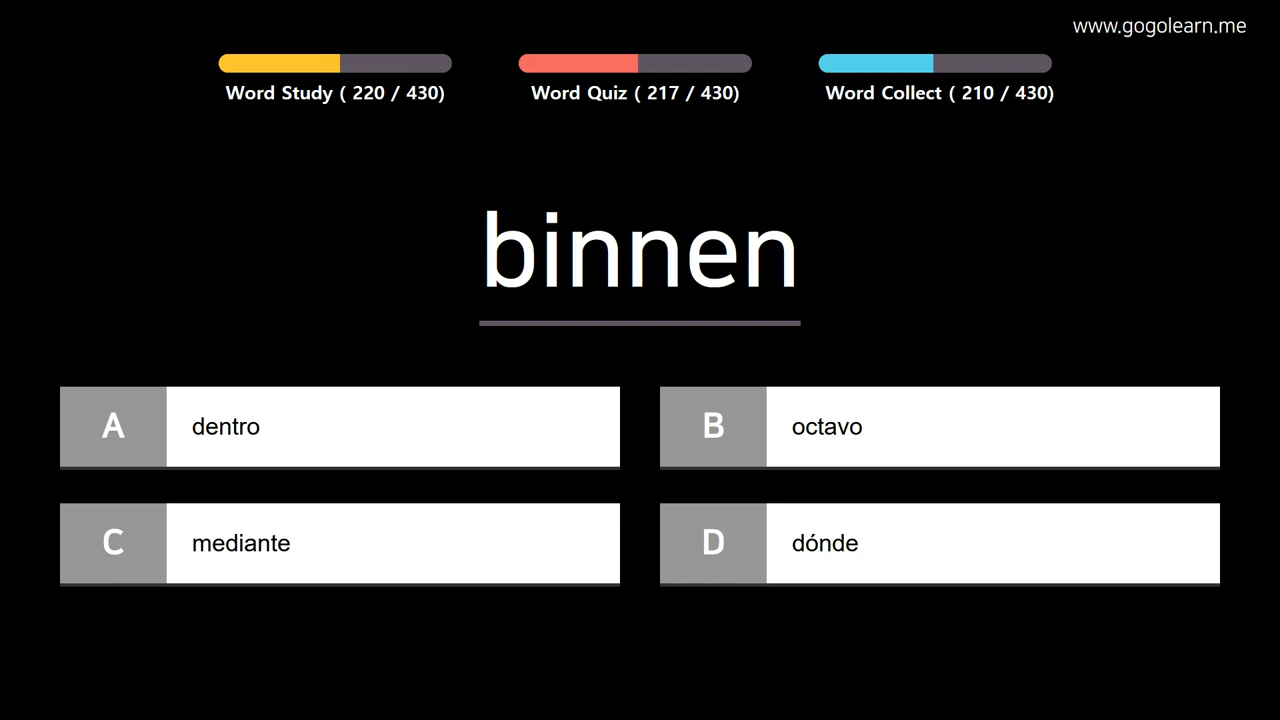 www.gogolearn.me
Word Study ( 220 / 430)
Word Quiz ( 217 / 430)
Word Collect ( 210 / 430)
binnen
A dentro
B octavo
C mediante
D dónde